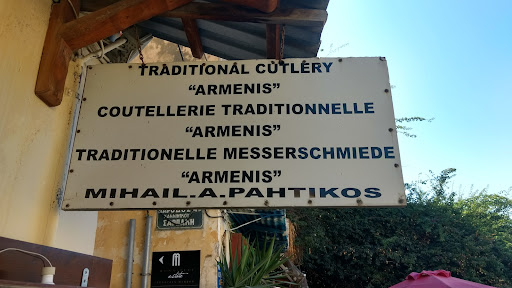 TRADITIONAL CUTLERY
"ARMENIS"
COUTELLERIE TRADITIONNELLE
"ARMENIS"
TRADITIONELLE MESSERSCHMIEDE
"ARMENIS"
MIHAIL.A.PAHTIKOS
M